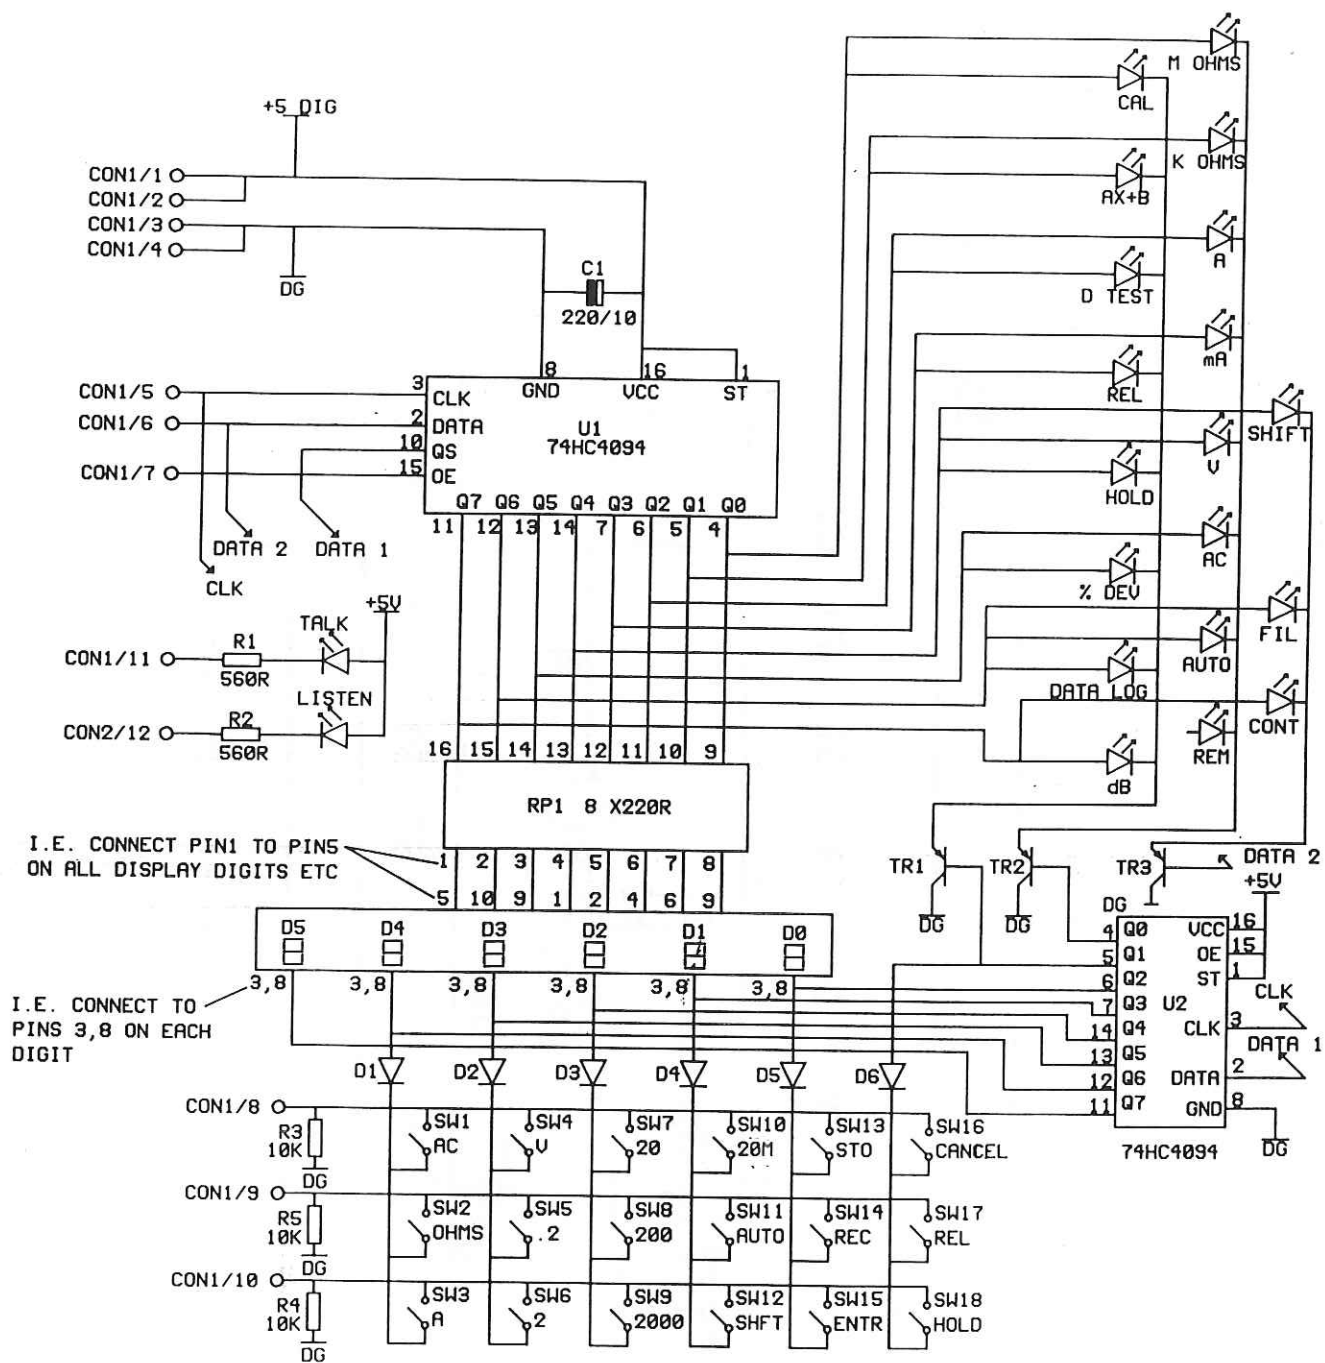 M OHMS
CAL
+5 DIG
CON1/1
K OHMS
CON1/2
AX+B
CON1/3
CON1/4
A
C1
DG
D TEST
220/10
mA
8 16 1
3 GND VCC ST
REL
CON1/5
CLK
CON1/6
2 DATA
U1
SHIFT
10 QS
74HC4094
V
CON1/7
15 OE
HOLD
Q7 Q6 Q5 Q4 Q3 Q2 Q1 Q0
11 12 13 14 7 6 5 4
DATA 2 DATA 1
AC
CLK
% DEV
+5V
TALK
R1
FIL
CON1/11
AUTO
560R
LISTEN
DATA LOG
R2
CONT
CON2/12
560R
REM
16 15 14 13 12 11 10 9
dB
RP1 8 X220R
I.E. CONNECT PIN1 TO PIN5
ON ALL DISPLAY DIGITS ETC
1 2 3 4 5 6 7 8
TR1 TR2 TR3 DATA 2
+5V
5 10 9 1 2 4 6 9
DG DG DG
D5 D4 D3 D2 D1 D0
4 Q0 VCC 16
5 Q1 OE 15
6 Q2 ST 1
3,8 3,8 3,8 3,8 3,8 3,8
7 Q3 U2 CLK
I.E. CONNECT TO
PINS 3,8 ON EACH
DIGIT
14 Q4 CLK 3
13 Q5 DATA 1
12 Q6 DATA 2
11 Q7 GND 8
D1 D2 D3 D4 D5 D6
74HC4094 DG
CON1/8
R3
10K
DG
SW1 SW4 SW7 SW10 SW13 SW16
AC V 20 20M STO CANCEL
CON1/9
R5
10K
DG
SW2 SW5 SW8 SW11 SW14 SW17
OHMS .2 200 AUTO REC REL
CON1/10
R4
10K
DG
SW3 SW6 SW9 SW12 SW15 SW18
A 2 2000 SHFT ENTR HOLD